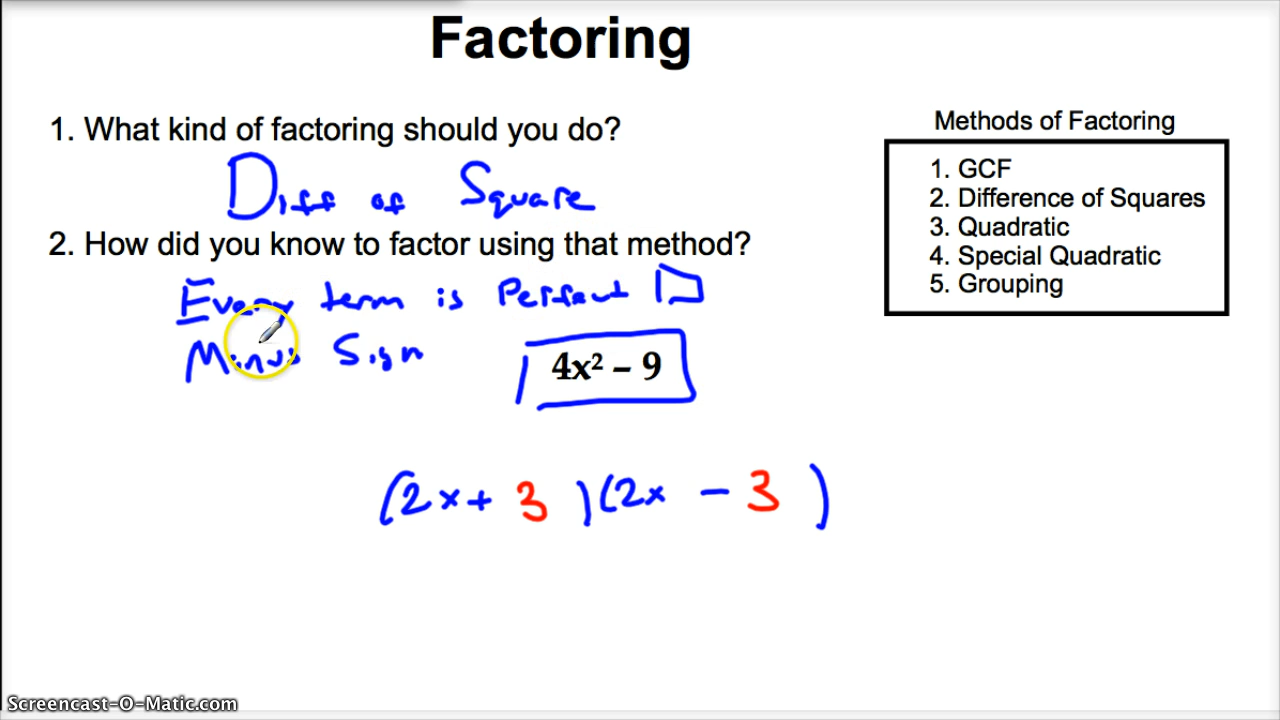 Factoring
1. What kind of factoring should you do?
Diff of Square
2. How did you know to factor using that method?
Every term is Perfect
Minus Sign
4x² – 9
(2x + 3)(2x - 3)
Methods of Factoring
1. GCF
2. Difference of Squares
3. Quadratic
4. Special Quadratic
5. Grouping
Screencast-O-Matic.com